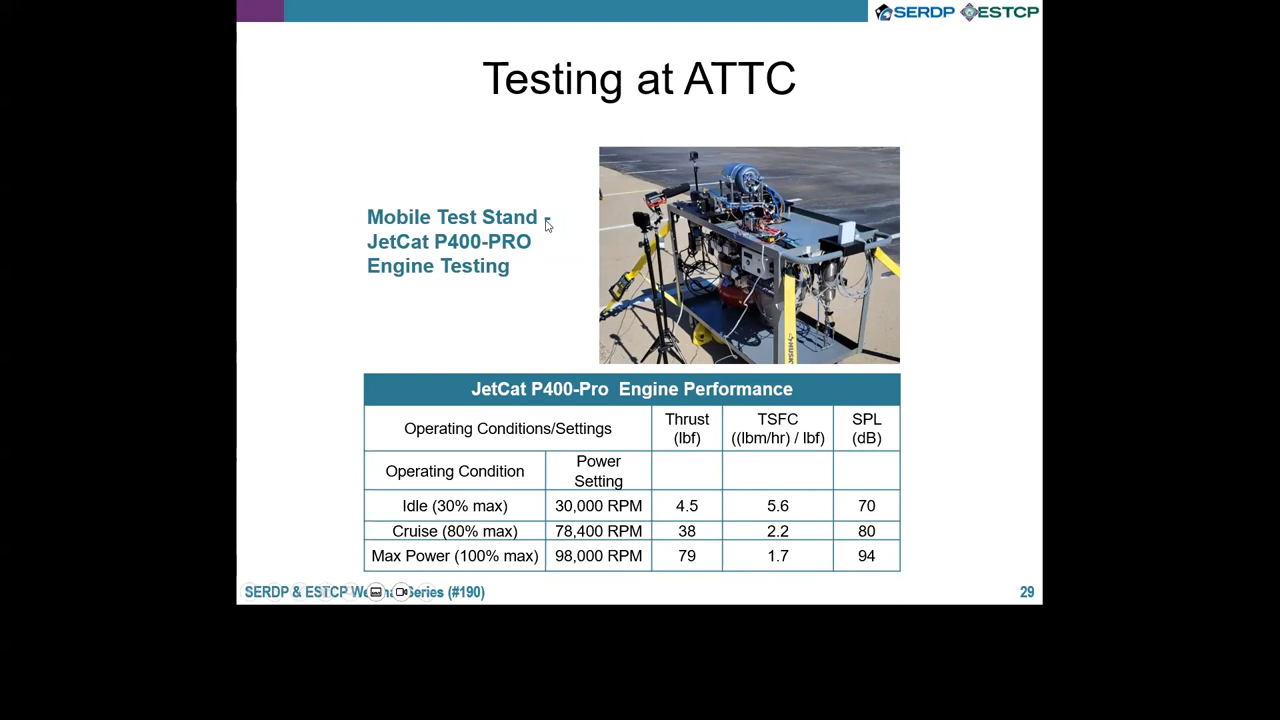 SERDP ESTCP
Testing at ATTC
Mobile Test Stand -
JetCat P400-PRO
Engine Testing
HUSK
JetCat P400-Pro Engine Performance
Operating Conditions/Settings
Thrust
(lbf)
TSFC
((lbm/hr) / lbf)
SPL
(dB)
Operating Condition
Power
Setting
Idle (30% max) 30,000 RPM 4.5 5.6 70
Cruise (80% max) 78,400 RPM 38 2.2 80
Max Power (100% max) 98,000 RPM 79 1.7 94
SERDP & ESTCP We Series (#190)
29